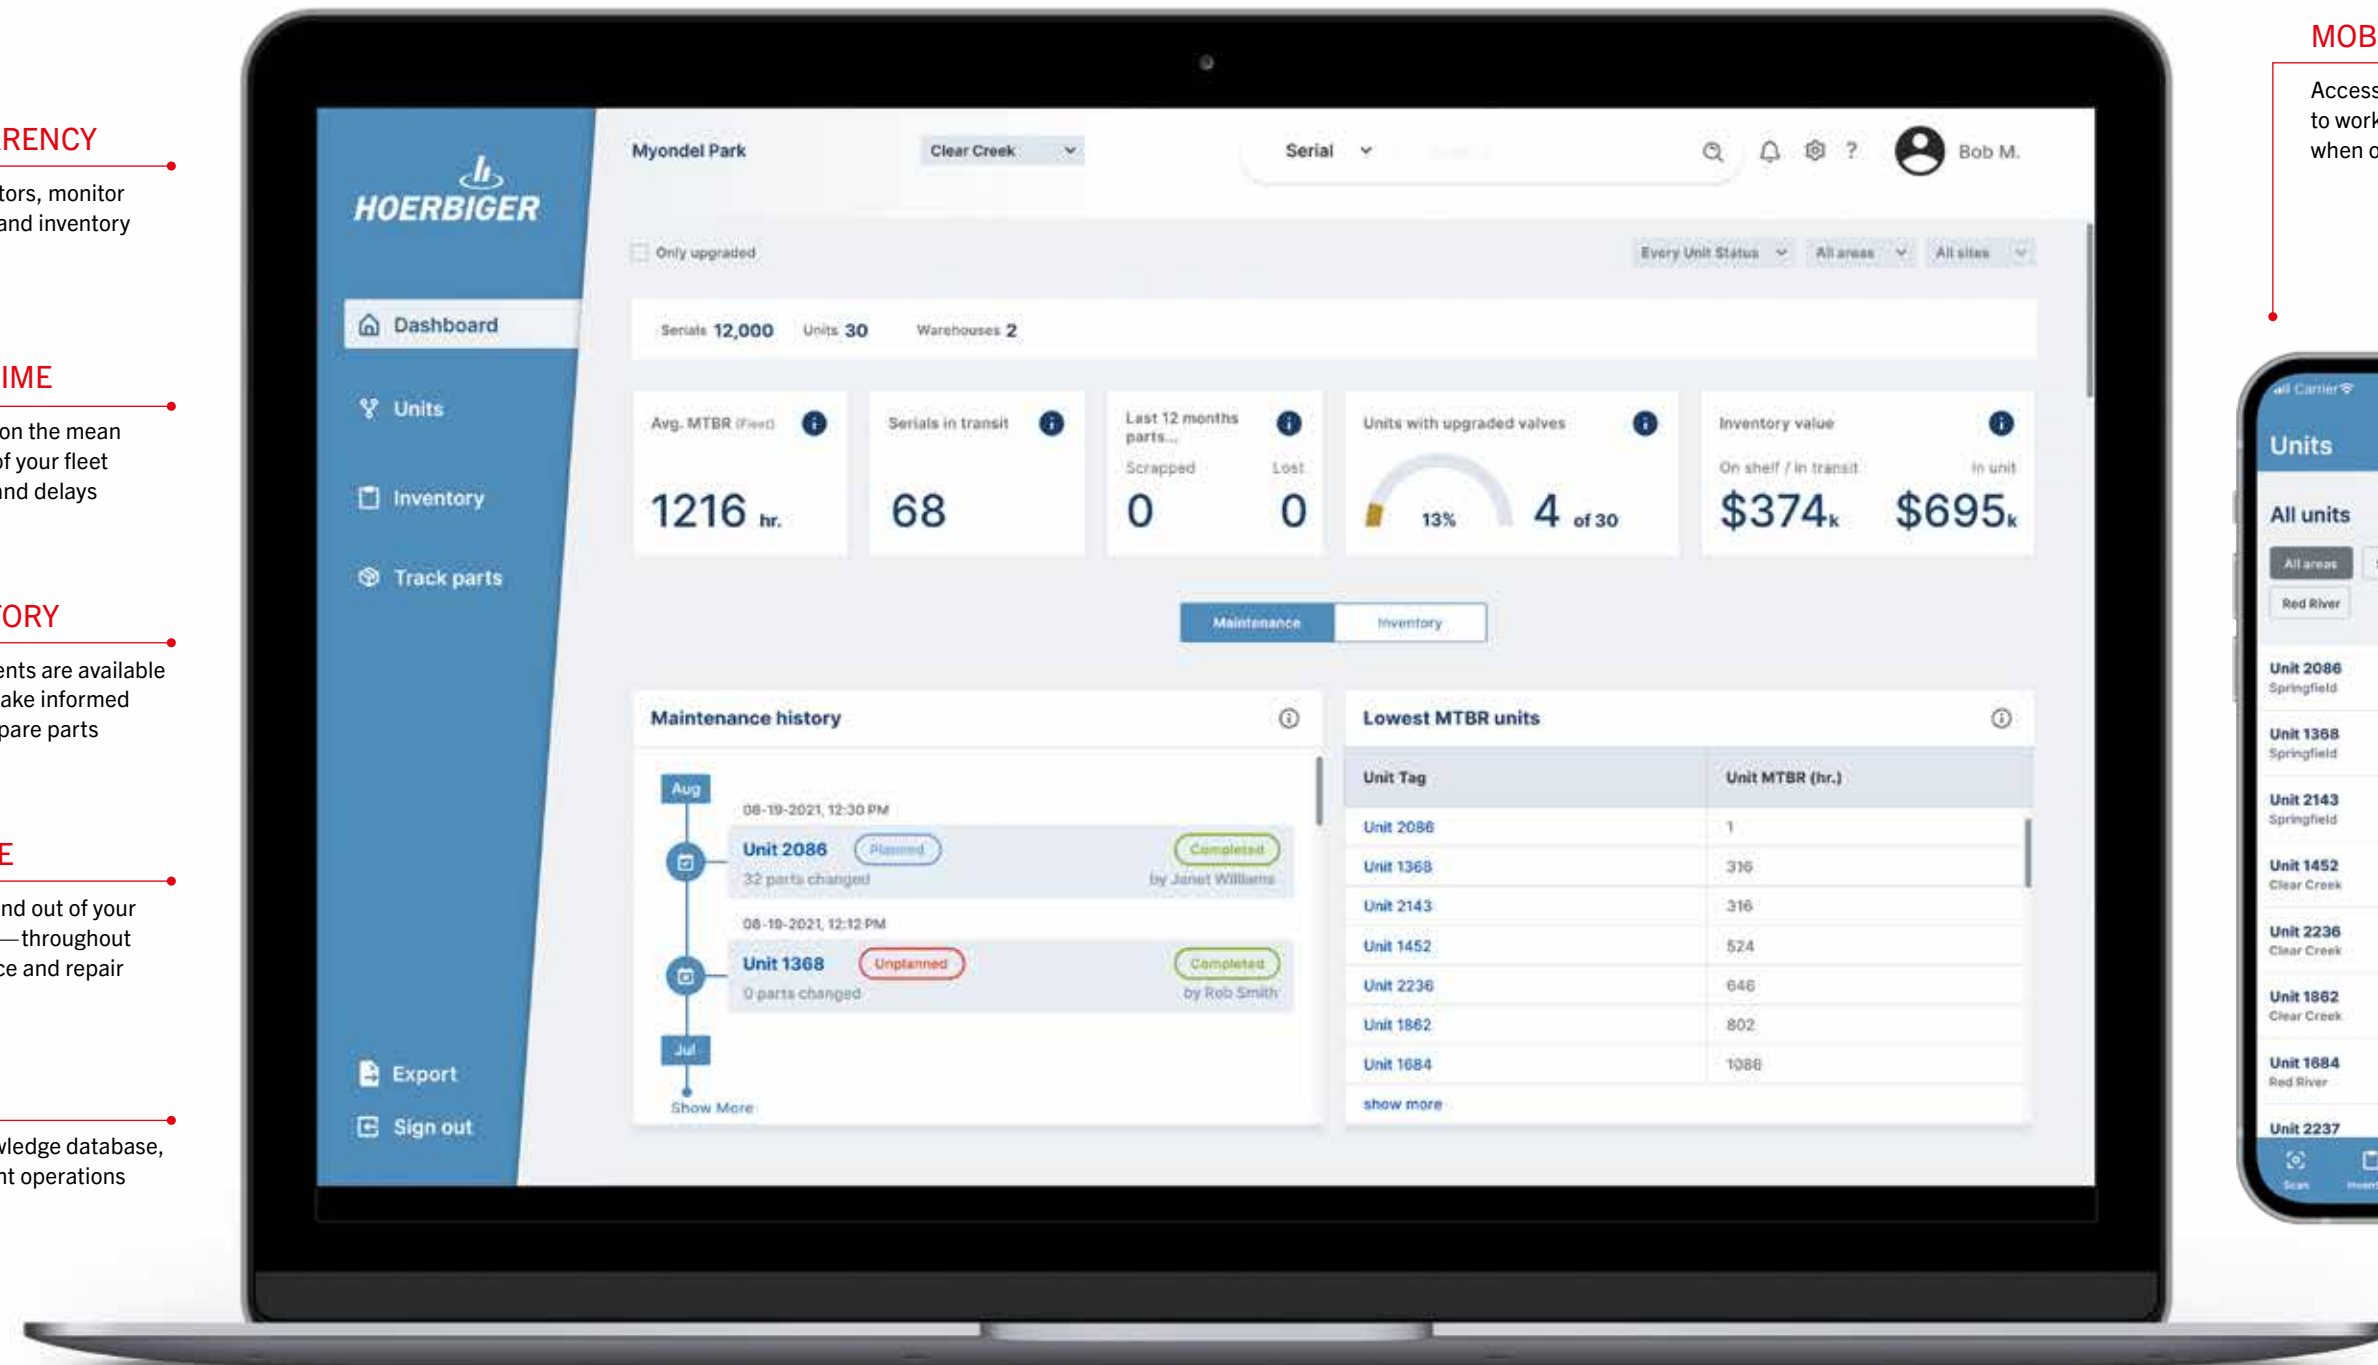 RENCY
tors, monitor
and inventory
IME
on the mean
of your fleet
and delays
TORY
ents are available
ake informed
pare parts
E
nd out of your
—throughout
ce and repair
wledge database,
nt operations
HOERBIGER
Dashboard
Units
Inventory
Track parts
Export
Sign out
Myondel Park
Clear Creek
Serial
?
Bob M.
Only upgraded
Every Unit Status
All areas
All sites
Serials 12,000 Units 30 Warehouses 2
Avg. MTBR (Fleet)
1216 hr.
Serials in transit
68
Last 12 months
parts...
Scrapped Lost
0 0
Units with upgraded valves
13%
4 of 30
Inventory value
On shelf / in transit In unit
$374k $695k
Maintenance Inventory
Maintenance history
Aug
08-19-2021, 12:30 PM
Unit 2086 Planned Completed
32 parts changed by Janet Williams
08-19-2021, 12:12 PM
Unit 1368 Unplanned Completed
0 parts changed by Rob Smith
Jul
Show More
Lowest MTBR units
Unit Tag Unit MTBR (hr.)
Unit 2086 1
Unit 1368 316
Unit 2143 316
Unit 1452 524
Unit 2236 646
Unit 1862 802
Unit 1684 1086
show more
MOB
Access
to work
when o
Carrier
Units
All units
All areas
Red River
Unit 2086
Springfield
Unit 1368
Springfield
Unit 2143
Springfield
Unit 1452
Clear Creek
Unit 2236
Clear Creek
Unit 1862
Clear Creek
Unit 1684
Red River
Unit 2237
Scan